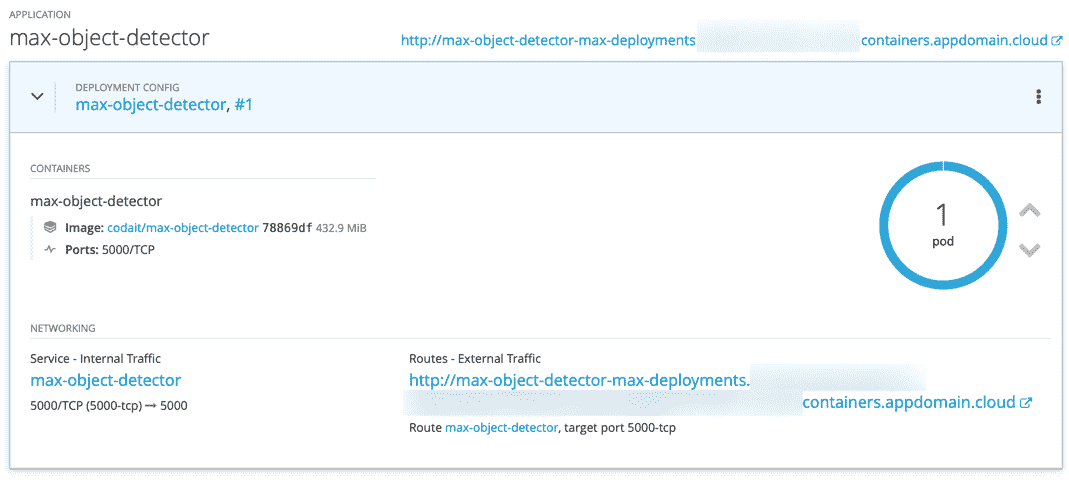 APPLICATION
max-object-detector
http://max-object-detector-max-deployments containers.appdomain.cloud
DEPLOYMENT CONFIG
max-object-detector, #1
CONTAINERS
max-object-detector
Image: codait/max-object-detector 78869df 432.9 MiB
Ports: 5000/TCP
1
pod
NETWORKING
Service - Internal Traffic
max-object-detector
5000/TCP (5000-tcp) → 5000
Routes - External Traffic
http://max-object-detector-max-deployments.
containers.appdomain.cloud
Route max-object-detector, target port 5000-tcp